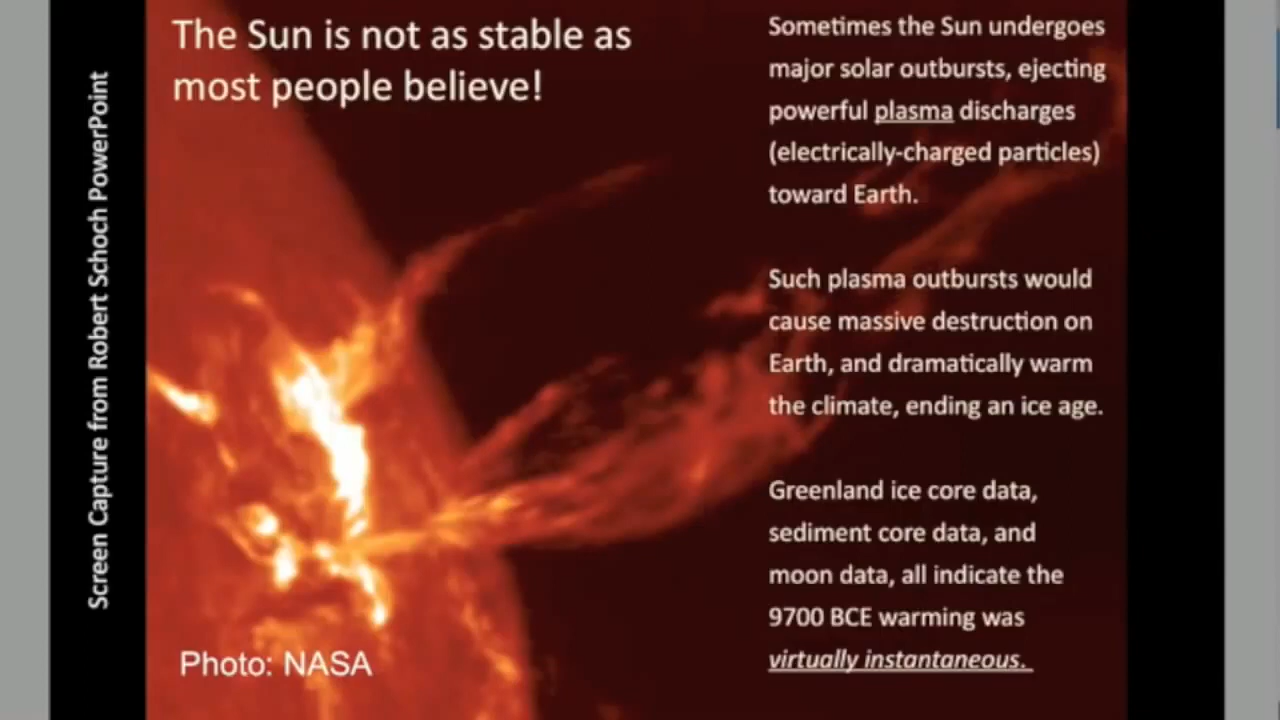 Screen Capture from Robert Schoch PowerPoint
The Sun is not as stable as
most people believe!
Sometimes the Sun undergoes
major solar outbursts, ejecting
powerful plasma discharges
(electrically-charged particles)
toward Earth.
Such plasma outbursts would
cause massive destruction on
Earth, and dramatically warm
the climate, ending an ice age.
Greenland ice core data,
sediment core data, and
moon data, all indicate the
9700 BCE warming was
virtually instantaneous.
Photo: NASA